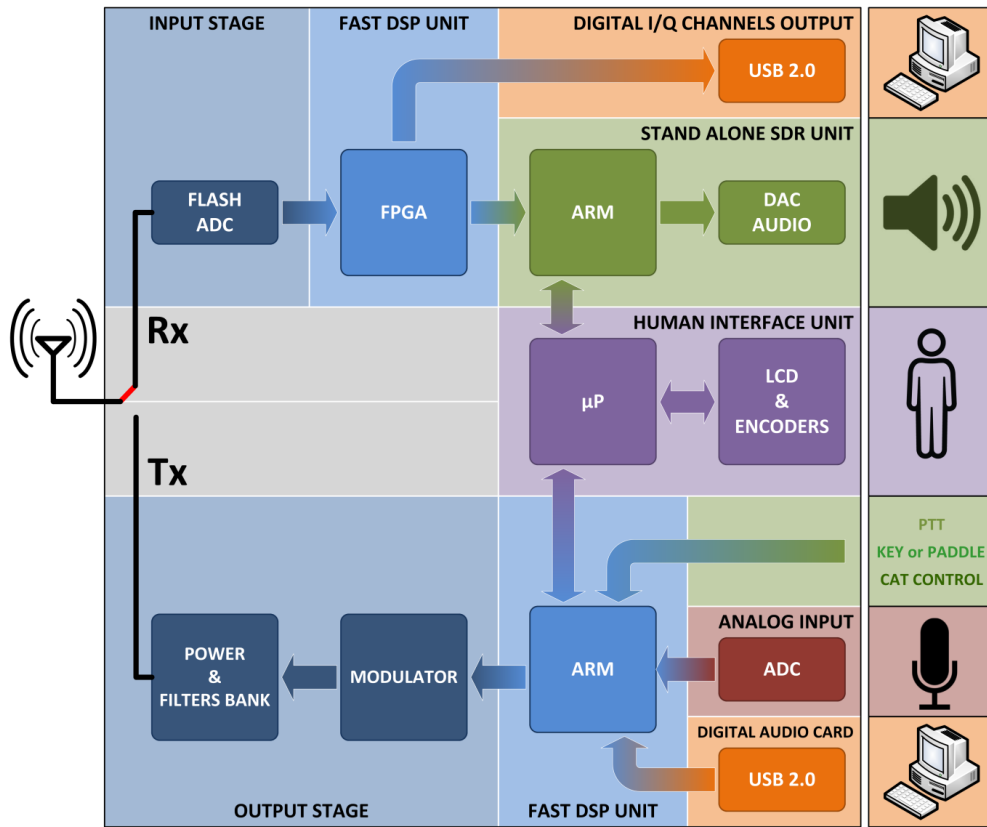 INPUT STAGE
FAST DSP UNIT
DIGITAL I/Q CHANNELS OUTPUT
USB 2.0
STAND ALONE SDR UNIT
FLASH
ADC
FPGA
ARM
DAC
AUDIO
Rx
HUMAN INTERFACE UNIT
µP
LCD
&
ENCODERS
Tx
PTT
KEY or PADDLE
CAT CONTROL
ANALOG INPUT
POWER
&
FILTERS BANK
MODULATOR
ARM
ADC
DIGITAL AUDIO CARD
USB 2.0
OUTPUT STAGE
FAST DSP UNIT